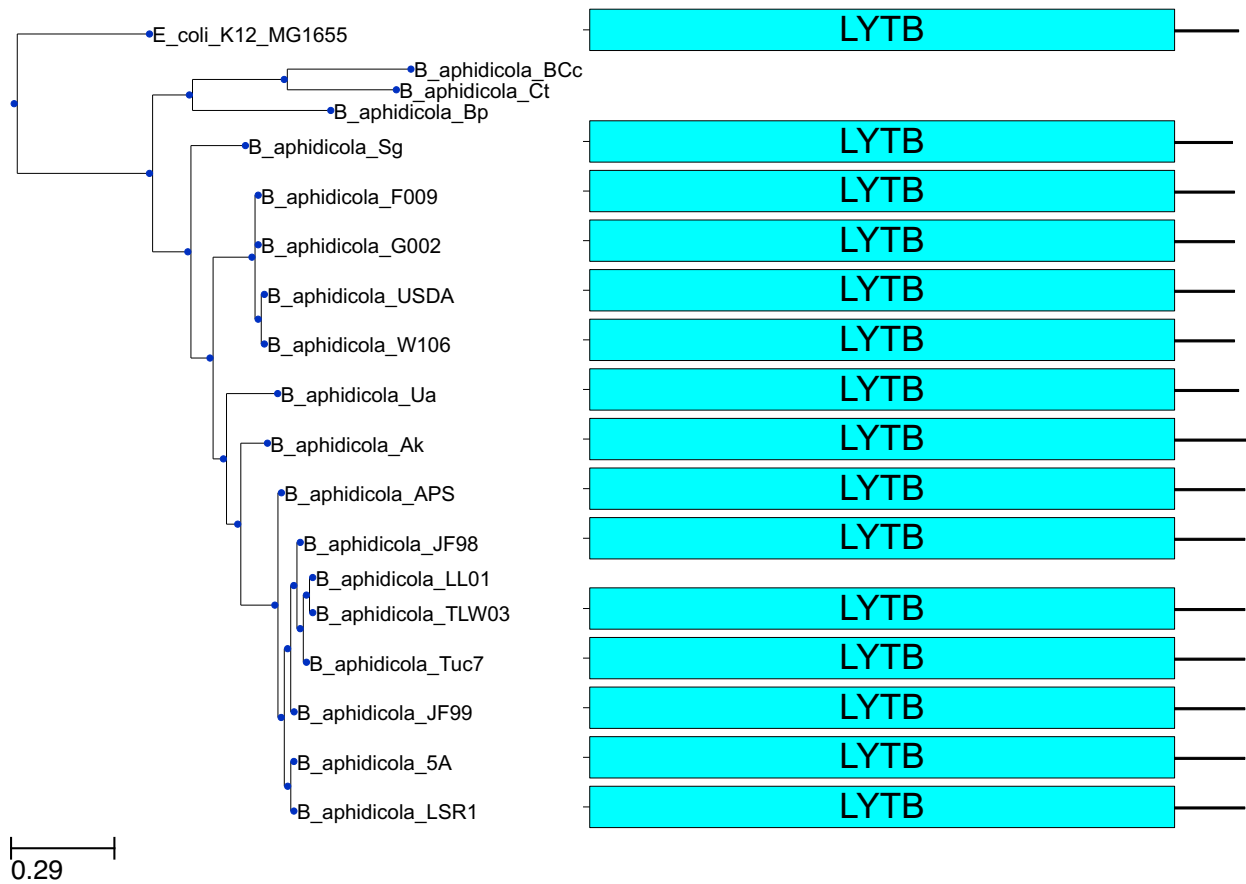 E_coli_K12_MG1655 LYTB
B_aphidicola_BCc
B_aphidicola_Ct
B_aphidicola_Bp
B_aphidicola_Sg LYTB
B_aphidicola_F009 LYTB
B_aphidicola_G002 LYTB
B_aphidicola_USDA LYTB
B_aphidicola_W106 LYTB
B_aphidicola_Ua LYTB
B_aphidicola_Ak LYTB
B_aphidicola_APS LYTB
B_aphidicola_JF98 LYTB
B_aphidicola_LL01
B_aphidicola_TLW03 LYTB
B_aphidicola_Tuc7 LYTB
B_aphidicola_JF99 LYTB
B_aphidicola_5A LYTB
B_aphidicola_LSR1 LYTB
0.29